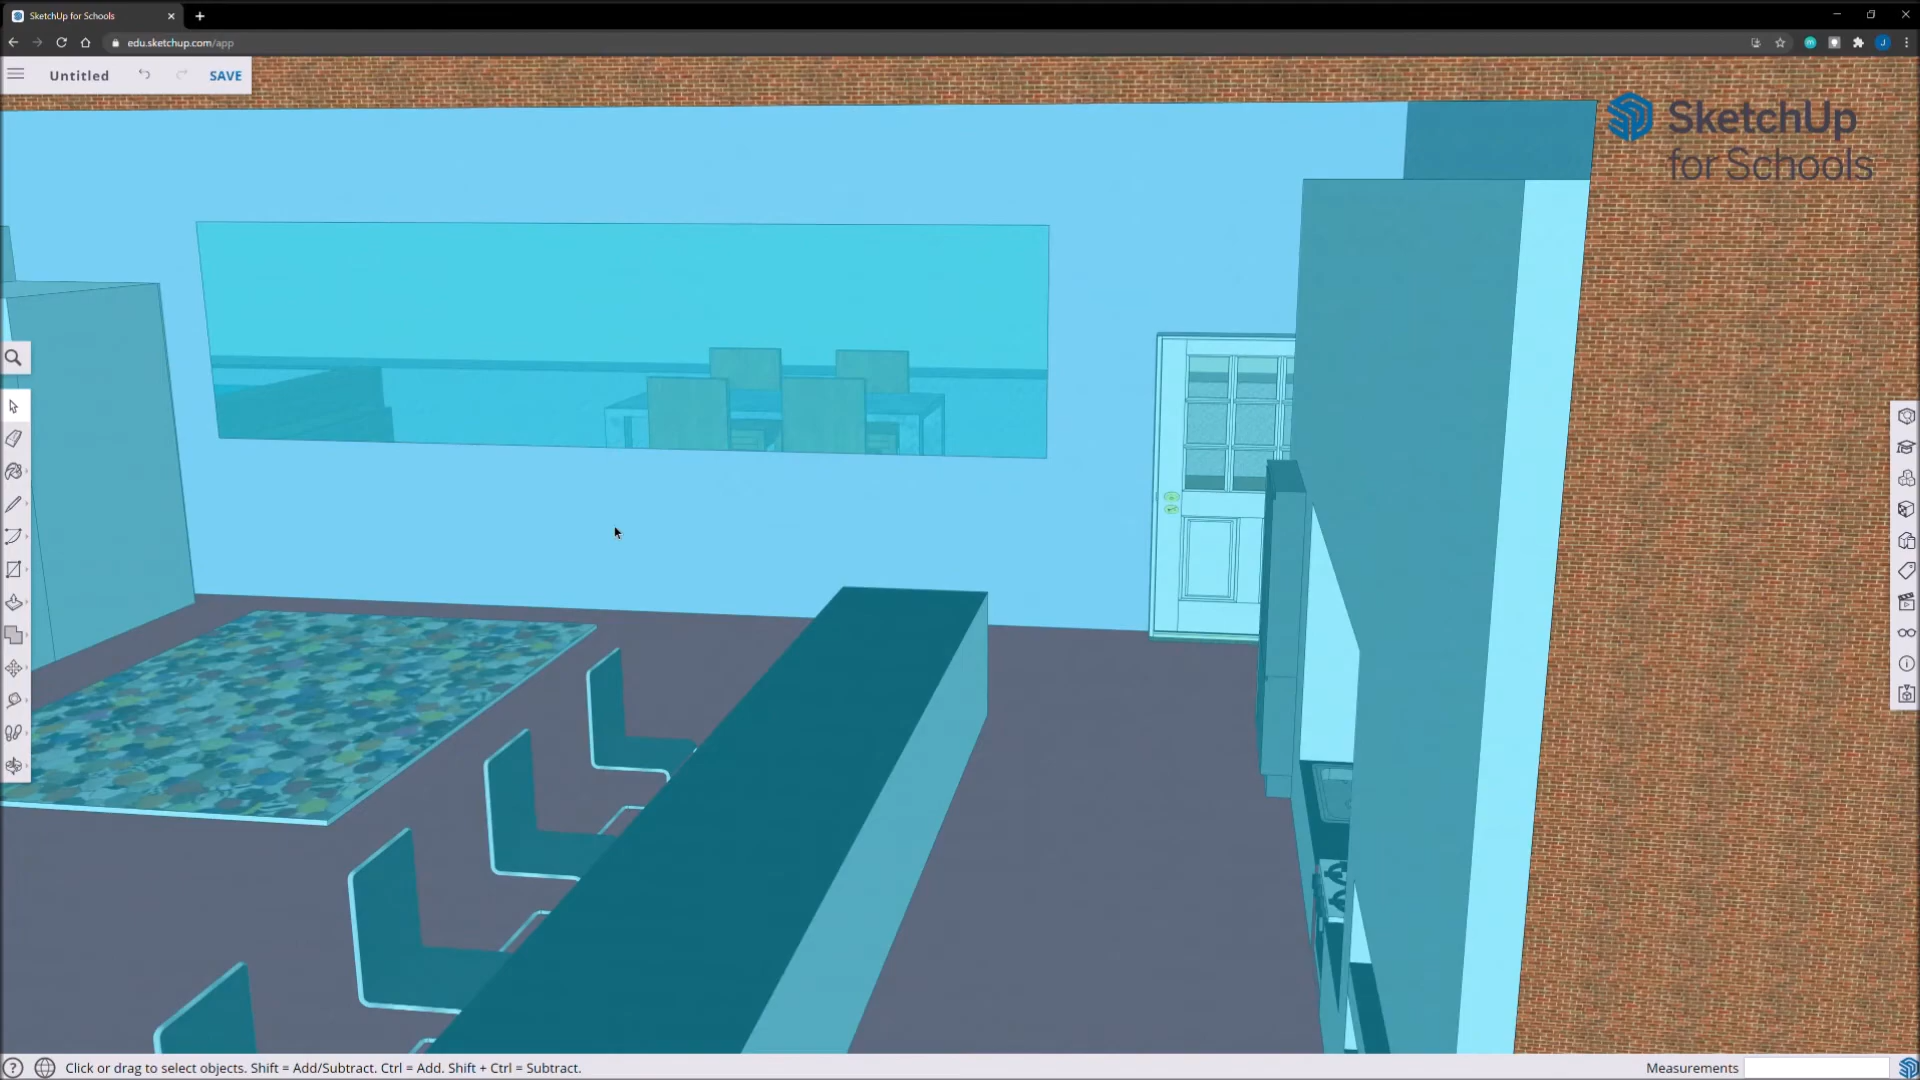 SketchUp for Schools
edu.sketchup.com/app
Untitled
SAVE
SketchUp
for Schools
Click or drag to select objects. Shift = Add/Subtract. Ctrl = Add. Shift + Ctrl = Subtract.
Measurements